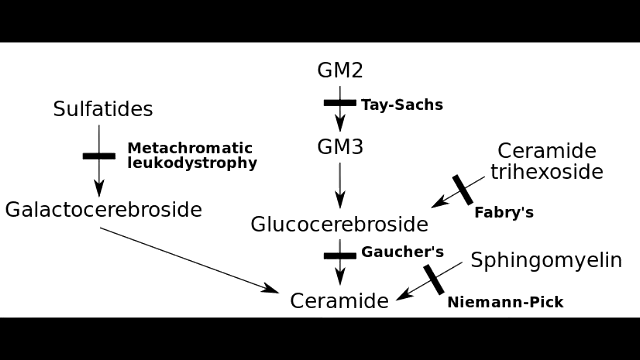 GM2
Tay-Sachs
Sulfatides
Metachromatic
leukodystrophy
GM3
Ceramide
trihexoside
Galactocerebroside
Fabry's
Glucocerebroside
Gaucher's
Sphingomyelin
Ceramide
Niemann-Pick